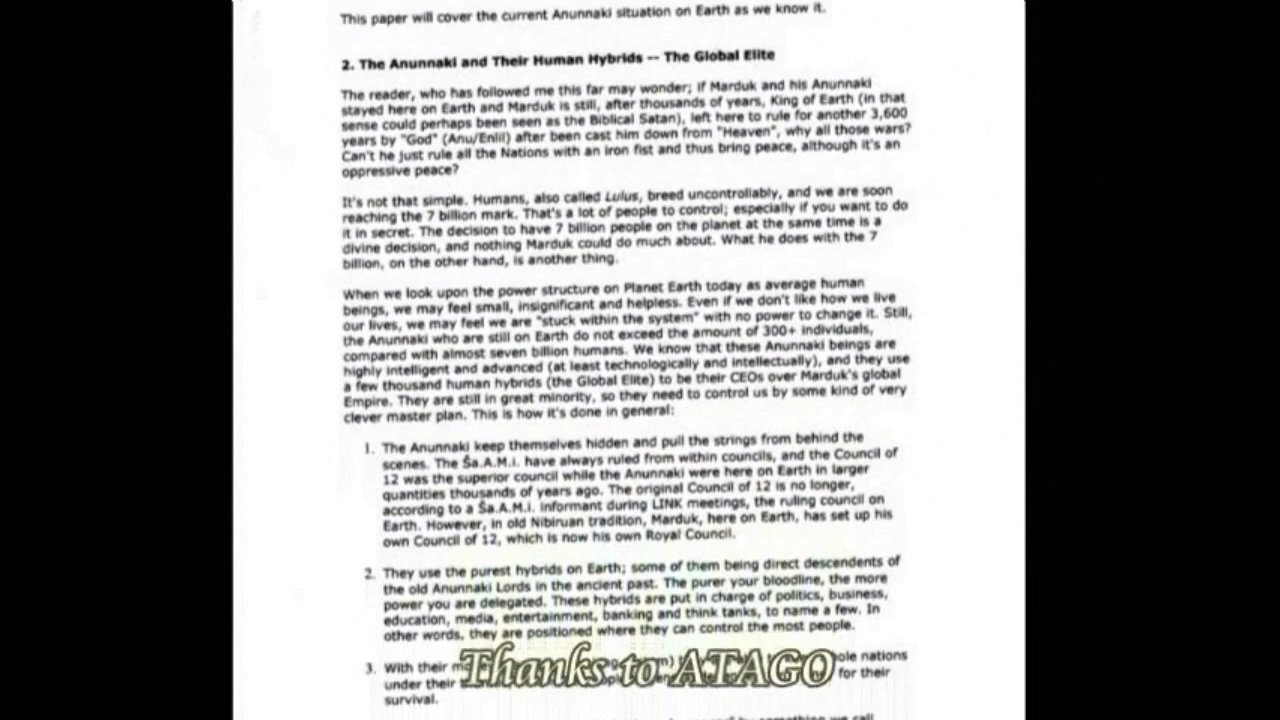 This paper will cover the current Anunnaki situation on Earth as we know it.
2. The Anunnaki and Their Human Hybrids -- The Global Elite
The reader, who has followed me this far may wonder; if Marduk and his Anunnaki
stayed here on Earth and Marduk is still, after thousands of years, King of Earth (in that
sense could perhaps been seen as the Biblical Satan), left here to rule for another 3,600
years by "God" (Anu/Enlil) after been cast him down from "Heaven", why all those wars?
Can't he just rule all the Nations with an iron fist and thus bring peace, although it's an
oppressive peace?
It's not that simple. Humans, also called Lulus, breed uncontrollably, and we are soon
reaching the 7 billion mark. That's a lot of people to control; especially if you want to do
it in secret. The decision to have 7 billion people on the planet at the same time is a
divine decision, and nothing Marduk could do much about. What he does with the 7
billion, on the other hand, is another thing.
When we look upon the power structure on Planet Earth today as average human
beings, we may feel small, insignificant and helpless. Even if we don't like how we live
our lives, we may feel we are "stuck within the system" with no power to change it. Still,
the Anunnaki who are still on Earth do not exceed the amount of 300+ individuals,
compared with almost seven billion humans. We know that these Anunnaki beings are
highly intelligent and advanced (at least technologically and intellectually), and they use
a few thousand human hybrids (the Global Elite) to be their CEOs over Marduk's global
Empire. They are still in great minority, so they need to control us by some kind of very
clever master plan. This is how it's done in general:
1. The Anunnaki keep themselves hidden and pull the strings from behind the
scenes. The Ša.A.M.i. have always ruled from within councils, and the Council of
12 was the superior council while the Anunnaki were here on Earth in larger
quantities thousands of years ago. The original Council of 12 is no longer,
according to a Ša.A.M.i. informant during LINK meetings, the ruling council on
Earth. However, in old Nibiruan tradition, Marduk, here on Earth, has set up his
own Council of 12, which is now his own Royal Council.
2. They use the purest hybrids on Earth; some of them being direct descendents of
the old Anunnaki Lords in the ancient past. The purer your bloodline, the more
power you are delegated. These hybrids are put in charge of politics, business,
education, media, entertainment, banking and think tanks, to name a few. In
other words, they are positioned where they can control the most people.
3. With their nations
under their for their
survival.
Thanks to ATAGO